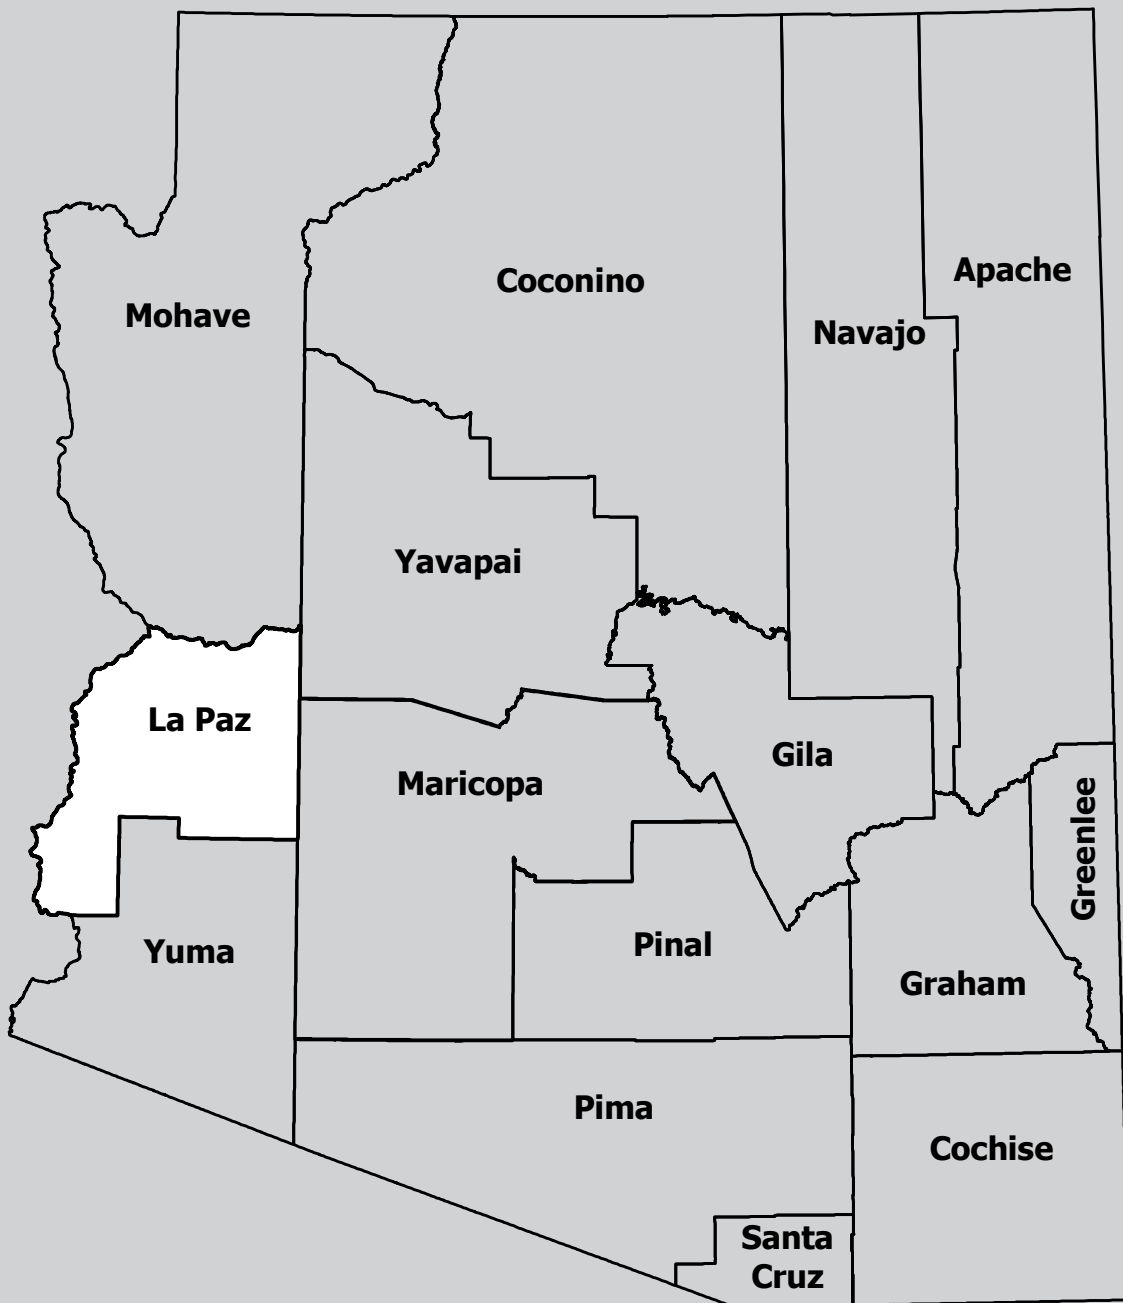 Apache
Coconino
Mohave
Navajo
Yavapai
La Paz
Gila
Maricopa
Greenlee
Pinal
Yuma
Graham
Pima
Cochise
Santa
Cruz